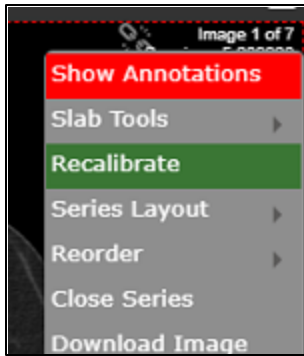 Image 1 of 7
Show Annotations
Slab Tools
Recalibrate
Series Layout
Reorder
Close Series
Download Image